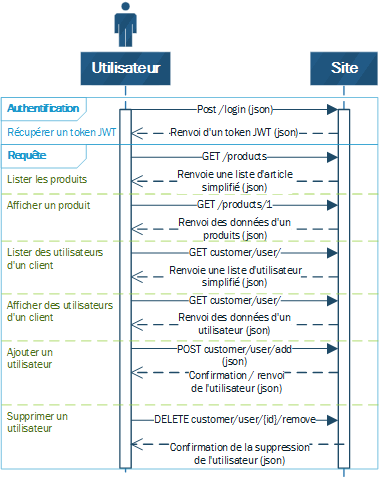 Utilisateur
Site
Authentification
Post /login (json)
Récupérer un token JWT
Renvoi d'un token JWT (json)
Requête
GET /products
Lister les produits
Renvoie une liste d'article
simplifié (json)
Afficher un produit
GET /products/1
Renvoi des données d'un
produits (json)
Lister des utilisateurs
d'un client
GET customer/user/
Renvoie une liste d'utilisateur
simplifié (json)
Afficher des utilisateurs
d'un client
GET customer/user/
Renvoi des données d'un
utilisateur (json)
Ajouter un
utilisateur
POST customer/user/add
(json)
Confirmation / renvoi
de l'utilisateur (json)
Supprimer un
utilisateur
DELETE customer/user/{id}/remove
Confirmation de la suppression
de l'utilisateur (json)